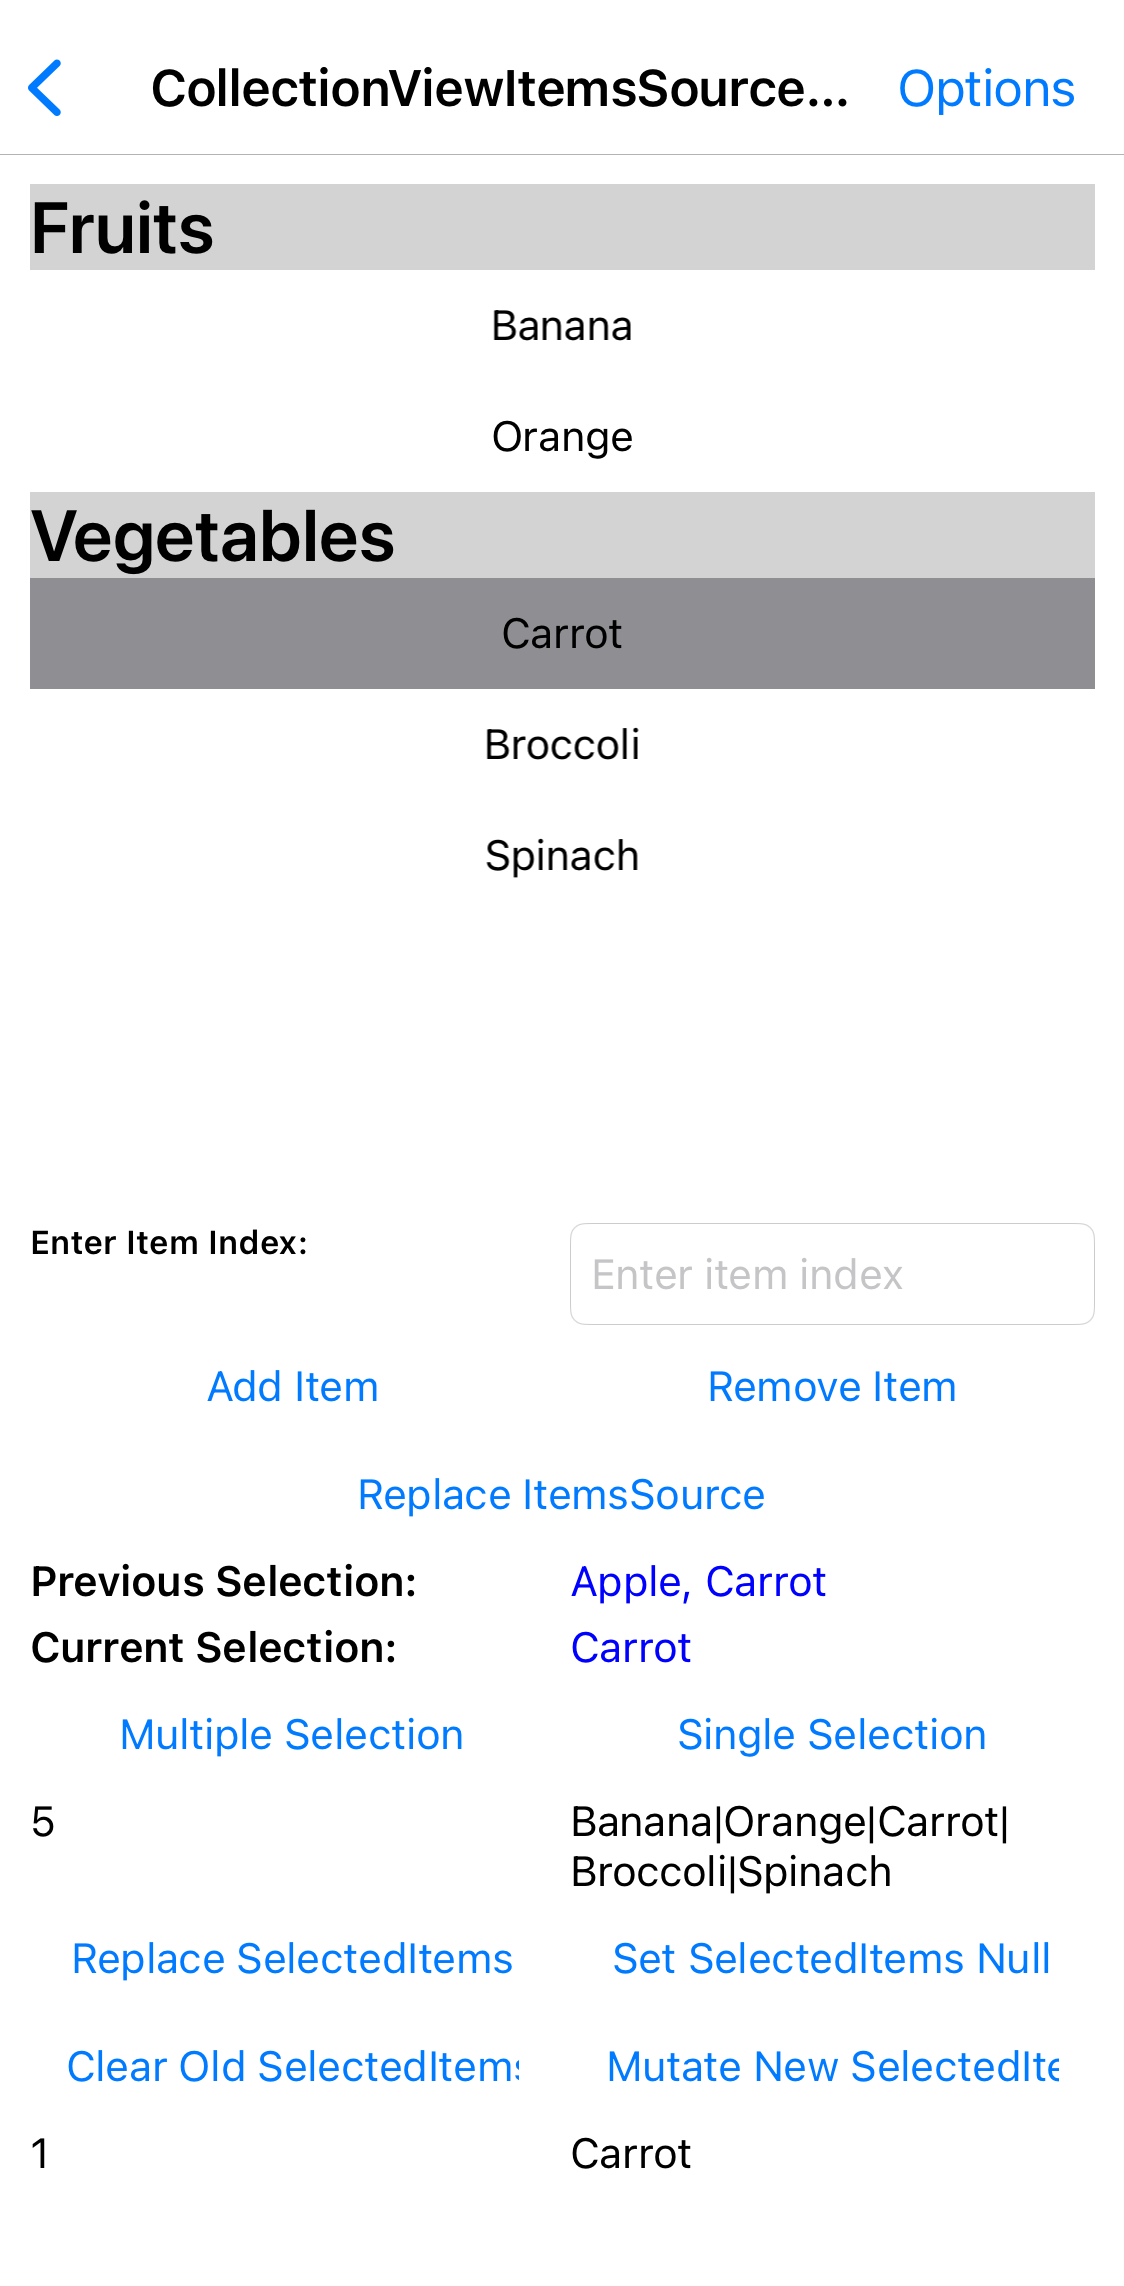 CollectionViewItemsSource...
Options
Fruits
Banana
Orange
Vegetables
Carrot
Broccoli
Spinach
Enter Item Index:
Enter item index
Add Item
Remove Item
Replace ItemsSource
Previous Selection:
Apple, Carrot
Current Selection:
Carrot
Multiple Selection
Single Selection
5
Banana|Orange|Carrot|
Broccoli|Spinach
Replace SelectedItems
Set SelectedItems Null
Clear Old SelectedItems
Mutate New SelectedIte
1
Carrot